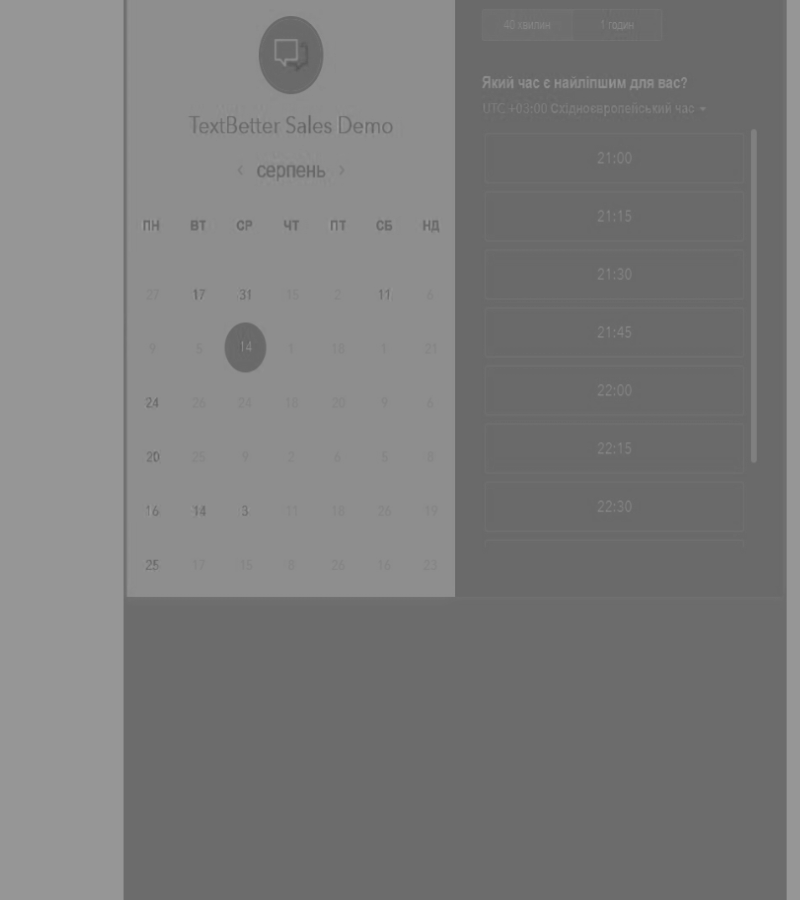 TextBetter Sales Demo
‹ серпень ›
ПН ВТ СР ЧТ ПТ СБ НД
27 17 31 15 2 11 6
9 5 14 1 18 1 21
24 26 24 18 20 9 6
20 25 9 2 6 5 8
16 14 3 11 18 26 19
25 17 15 28 16 23
40 хвилин 1 годин
Який час є найліпшим для вас?
UTC +03:00 Східноєвропейський час
21:00
21:15
21:30
21:45
22:00
22:15
22:30